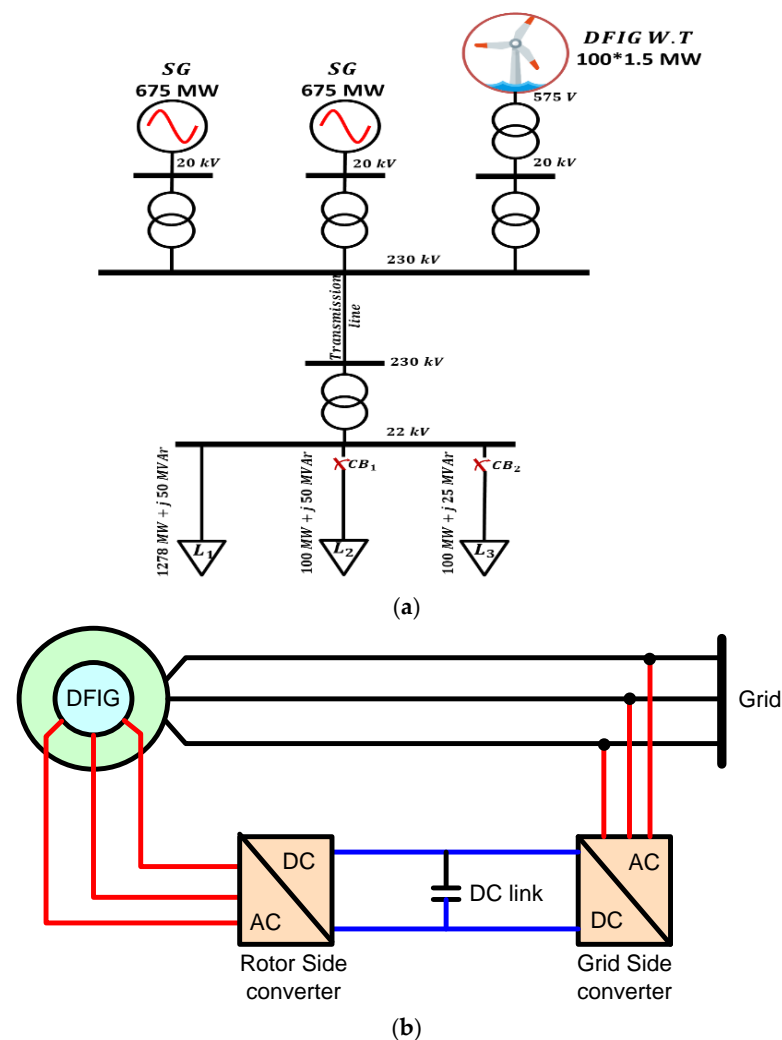 SG
675 MW
SG
675 MW
DFIG W.T
100*1.5 MW
575 V
20 kV
20 kV
20 kV
230 kV
Transmission
line
230 kV
22 kV
1278 MW + j 50 MVAr
100 MW + j 50 MVAr
CB1
100 MW + j 25 MVAr
CB2
L1
L2
L3
(a)
DFIG
Grid
DC
AC
DC link
AC
DC
Rotor Side
converter
Grid Side
converter
(b)